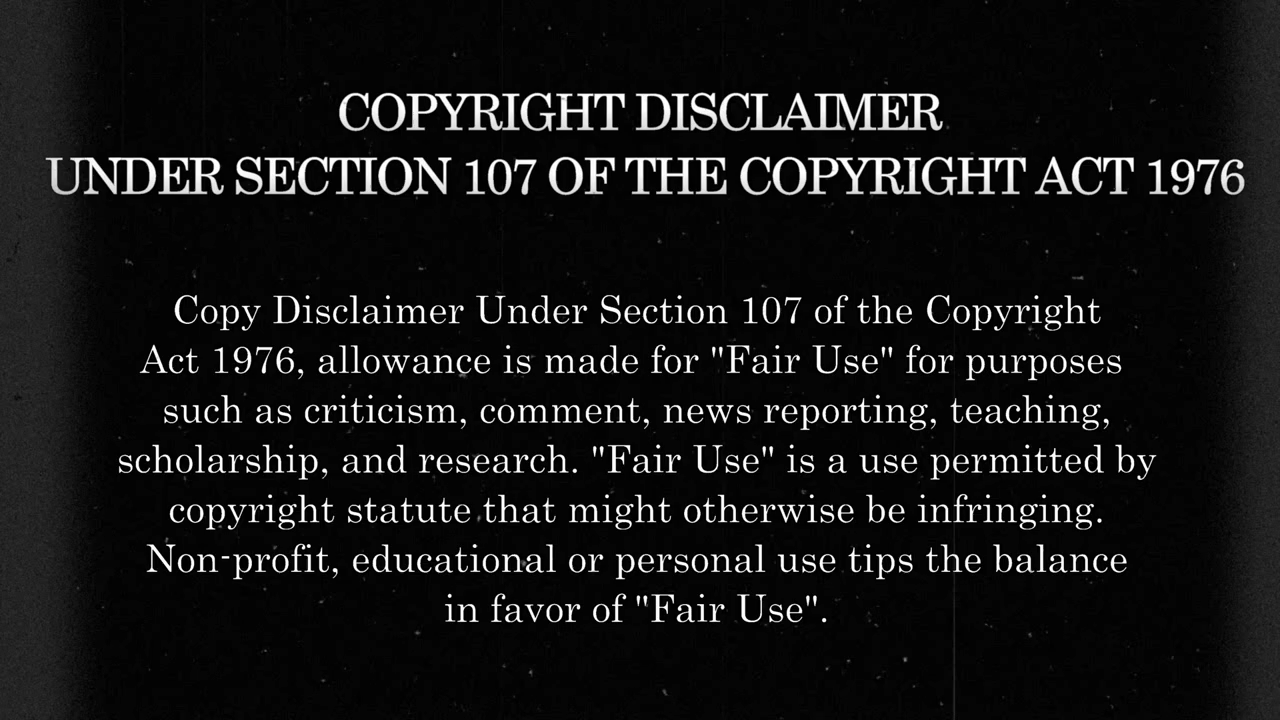 COPYRIGHT DISCLAIMER
UNDER SECTION 107 OF THE COPYRIGHT ACT 1976
Copy Disclaimer Under Section 107 of the Copyright
Act 1976, allowance is made for "Fair Use" for purposes
such as criticism, comment, news reporting, teaching,
scholarship, and research. "Fair Use" is a use permitted by
copyright statute that might otherwise be infringing.
Non-profit, educational or personal use tips the balance
in favor of "Fair Use".